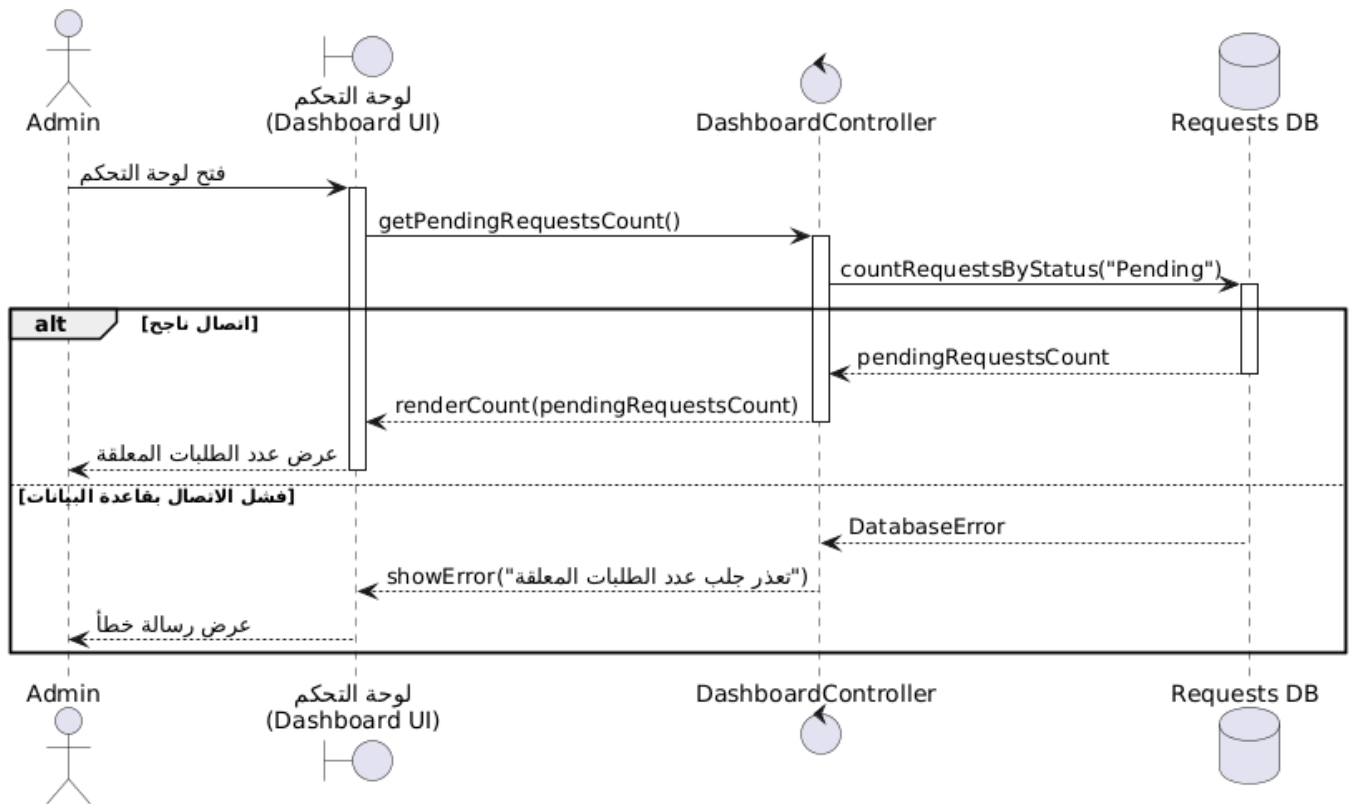 Admin
لوحة التحكم
(Dashboard UI)
DashboardController
Requests DB
فتح لوحة التحكم
getPendingRequestsCount()
countRequestsByStatus("Pending")
alt
[اتصال ناجح]
pendingRequestsCount
renderCount(pendingRequestsCount)
عرض عدد الطلبات المعلقة
[فشل الاتصال بقاعدة البيانات]
DatabaseError
showError("تعذر جلب عدد الطلبات المعلقة")
عرض رسالة خطأ
Admin
لوحة التحكم
(Dashboard UI)
DashboardController
Requests DB